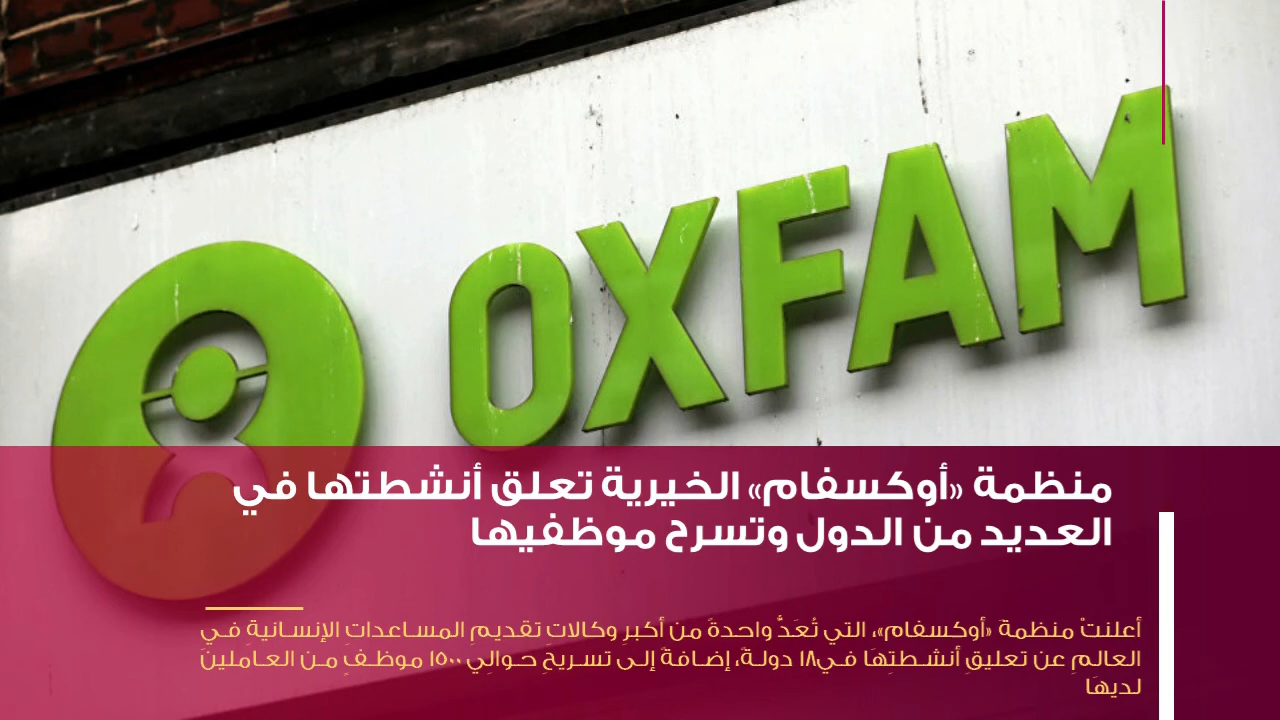 OXFAM
منظمة «أوكسفام» الخيرية تعلق أنشطتها في
العديد من الدول وتسرح موظفيها
أعلنتْ منظمةَ «أوكسفام»، التي تُعَدُّ واحدةً من أكبرِ وكالاتِ تقديمِ المساعداتِ الإنسانيةِ في
العالمِ عن تعليقِ أنشطتِهَا في١٨ دولةً، إضافةً إلى تسريحِ حوالِي ١٥٠٠ موظفٍ من العاملينَ
لديهَا